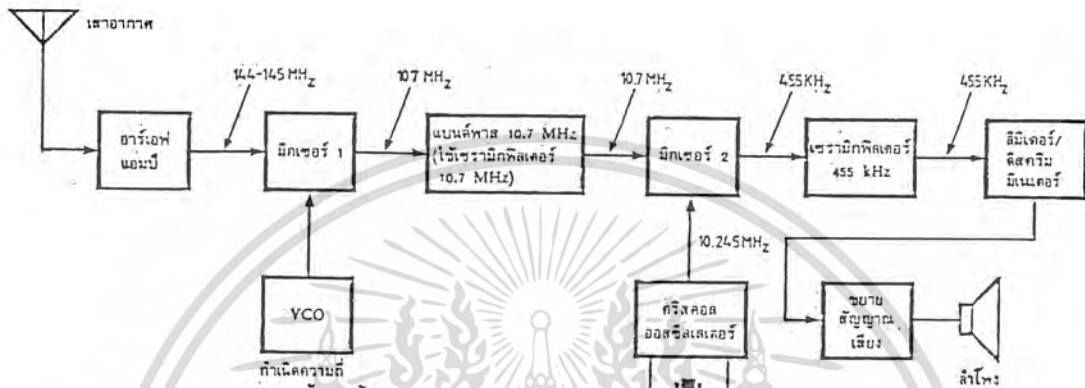 เสาอากาศ
144-145 MHz
107 MHz
10.7 MHz
455 KHz
455 KHz
อาร์เอฟ
แอมป์
มิกเซอร์ 1
แบนด์พาส 10.7 MHz
(ใช้เซรามิกฟิลเตอร์
10.7 MHz)
มิกเซอร์ 2
เซรามิกฟิลเตอร์
455 kHz
ลิมิเตอร์/
ดิสคริม
มิเนเตอร์
10.245 MHz
VCO
คริสตอล
ออสซิลเลเตอร์
ขยาย
สัญญาณ
เสียง
กำเนิดความถี่
ลำโพง